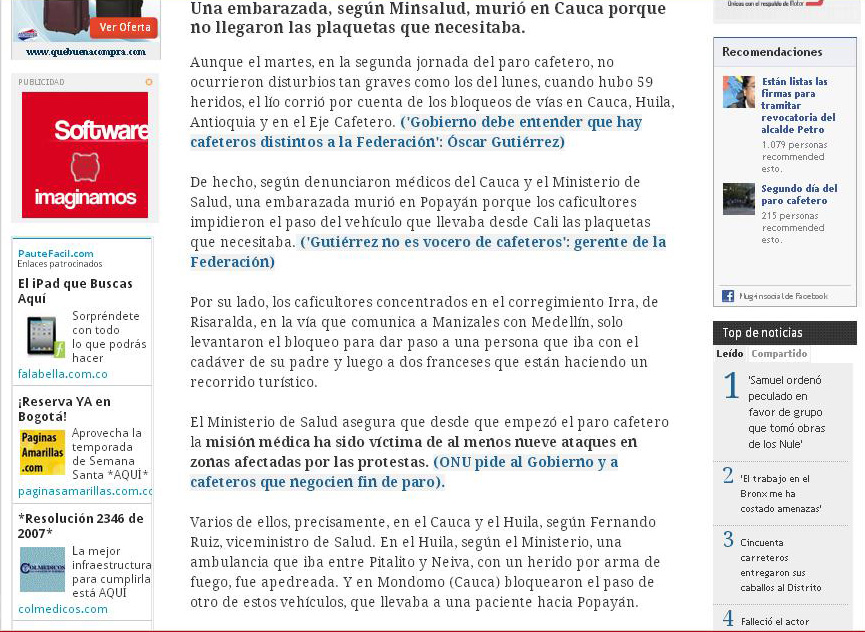 Ver Oferta
www.quebuenacompra.com
PUBLICIDAD
Software
imaginamos
PauteFacil.com
Enlaces patrocinados
El iPad que Buscas
Aquí
Sorpréndete
con todo
lo que podrás
hacer
falabella.com.co
¡Reserva YA en
Bogotá!
Paginas
Amarillas
.com
Aprovecha la
temporada
de Semana
Santa *AQUI*
paginasamarillas.com.co
*Resolución 2346 de
2007*
COLMEDICOS
La mejor
infraestructura
para cumplirla
está AQUI
colmedicos.com
Una embarazada, según Minsalud, murió en Cauca porque
no llegaron las plaquetas que necesitaba.
Aunque el martes, en la segunda jornada del paro cafetero, no
ocurrieron disturbios tan graves como los del lunes, cuando hubo 59
heridos, el lío corrió por cuenta de los bloqueos de vías en Cauca, Huila,
Antioquia y en el Eje Cafetero. ('Gobierno debe entender que hay
cafeteros distintos a la Federación': Óscar Gutiérrez)
De hecho, según denunciaron médicos del Cauca y el Ministerio de
Salud, una embarazada murió en Popayán porque los caficultores
impidieron el paso del vehículo que llevaba desde Cali las plaquetas
que necesitaba. ('Gutiérrez no es vocero de cafeteros': gerente de la
Federación)
Por su lado, los caficultores concentrados en el corregimiento Irra, de
Risaralda, en la vía que comunica a Manizales con Medellín, solo
levantaron el bloqueo para dar paso a una persona que iba con el
cadáver de su padre y luego a dos franceses que están haciendo un
recorrido turístico.
El Ministerio de Salud asegura que desde que empezó el paro cafetero
la misión médica ha sido víctima de al menos nueve ataques en
zonas afectadas por las protestas. (ONU pide al Gobierno y a
cafeteros que negocien fin de paro).
Varios de ellos, precisamente, en el Cauca y el Huila, según Fernando
Ruiz, viceministro de Salud. En el Huila, según el Ministerio, una
ambulancia que iba entre Pitalito y Neiva, con un herido por arma de
fuego, fue apedreada. Y en Mondomo (Cauca) bloquearon el paso de
otro de estos vehículos, que llevaba a una paciente hacia Popayán.
Únicos con el respaldo de Motor
Recomendaciones
Están listas las
firmas para
tramitar
revocatoria del
alcalde Petro
1.079 personas
recommended
esto.
Segundo día del
paro cafetero
215 personas
recommended
esto.
Plug-in social de Facebook
Top de noticias
Leído Compartido
1 'Samuel ordenó
peculado en
favor de grupo
que tomó obras
de los Nule'
2 'El trabajo en el
Bronx me ha
costado amenazas'
3 Cincuenta
carreteros
entregaron sus
caballos al Distrito
4 Falleció el actor